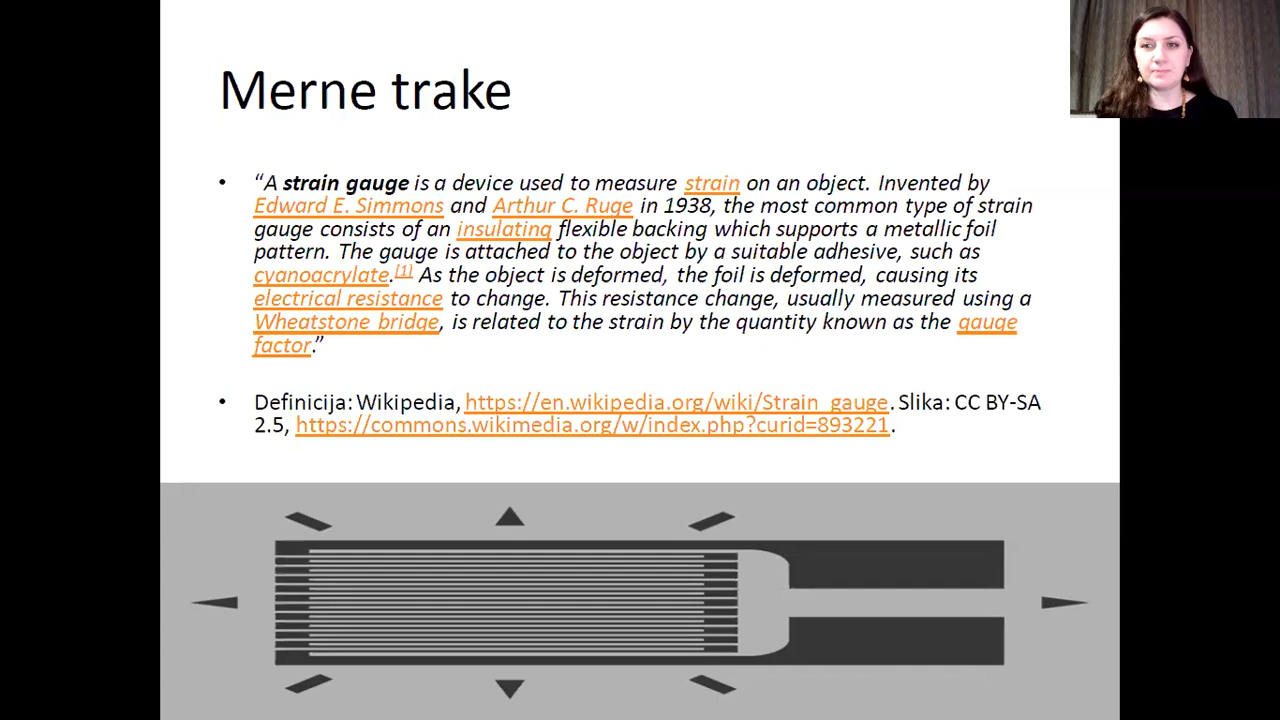 Merne trake
• “A strain gauge is a device used to measure strain on an object. Invented by
Edward E. Simmons and Arthur C. Ruge in 1938, the most common type of strain
gauge consists of an insulating flexible backing which supports a metallic foil
pattern. The gauge is attached to the object by a suitable adhesive, such as
cyanoacrylate.[1] As the object is deformed, the foil is deformed, causing its
electrical resistance to change. This resistance change, usually measured using a
Wheatstone bridge, is related to the strain by the quantity known as the gauge
factor.”
• Definicija: Wikipedia, https://en.wikipedia.org/wiki/Strain_gauge. Slika: CC BY-SA
2.5, https://commons.wikimedia.org/w/index.php?curid=893221.